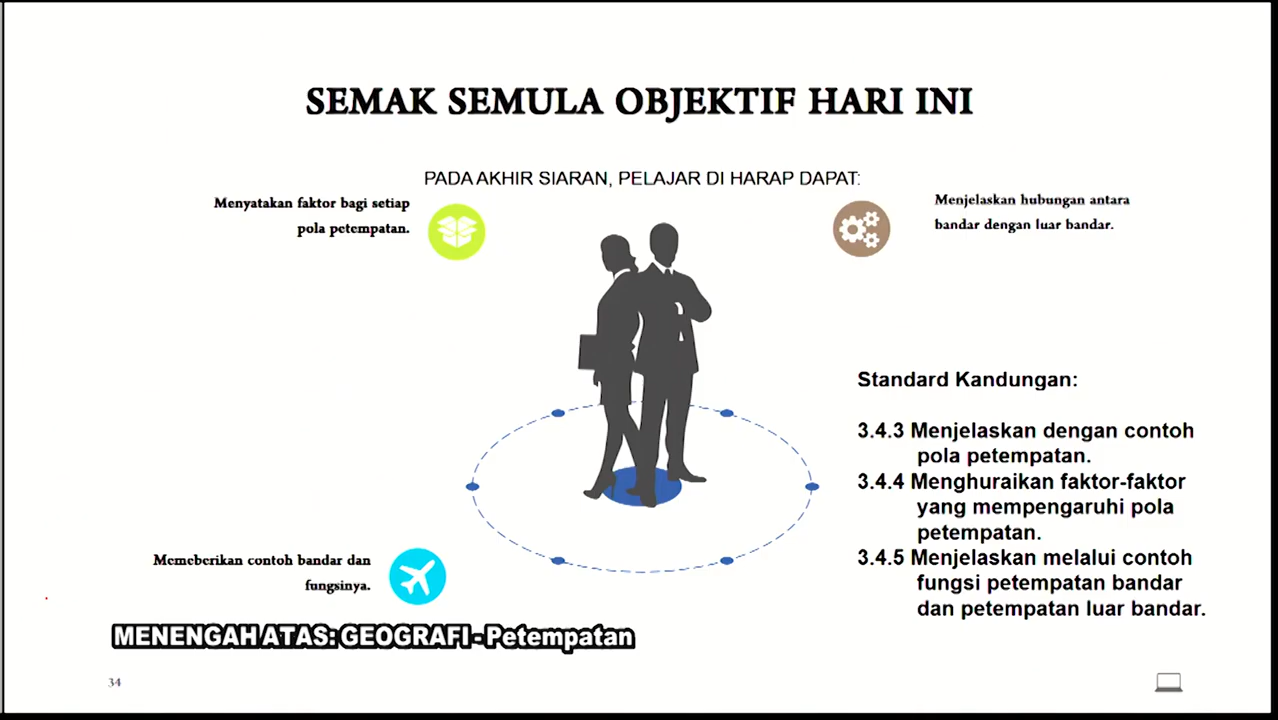 SEMAK SEMULA OBJEKTIF HARI INI
PADA AKHIR SIARAN, PELAJAR DI HARAP DAPAT:
Menyatakan faktor bagi setiap
pola petempatan.
Menjelaskan hubungan antara
bandar dengan luar bandar.
Standard Kandungan:
3.4.3 Menjelaskan dengan contoh
pola petempatan.
3.4.4 Menghuraikan faktor-faktor
yang mempengaruhi pola
petempatan.
3.4.5 Menjelaskan melalui contoh
fungsi petempatan bandar
dan petempatan luar bandar.
Memeberikan contoh bandar dan
fungsinya.
MENENGAH ATAS: GEOGRAFI - Petempatan
34